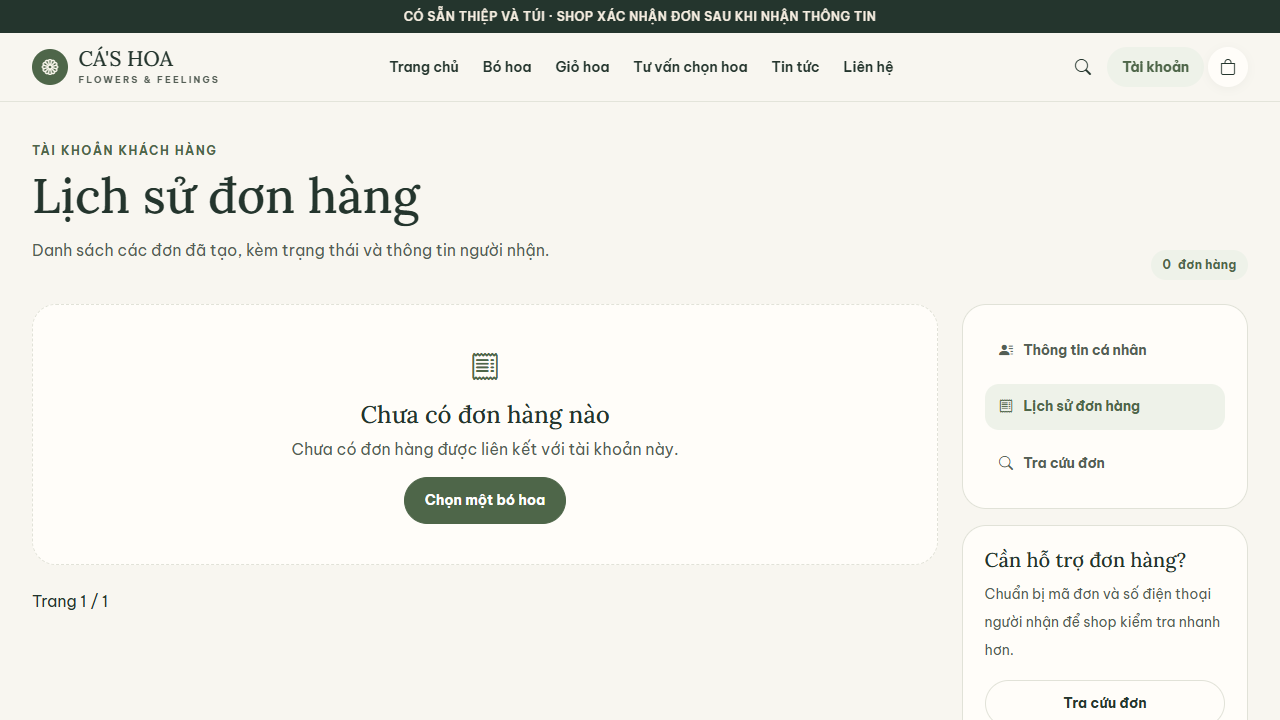 CÓ SẴN THIỆP VÀ TÚI · SHOP XÁC NHẬN ĐƠN SAU KHI NHẬN THÔNG TIN
CÁ'S HOA
FLOWERS & FEELINGS
Trang chủ
Bó hoa
Giỏ hoa
Tư vấn chọn hoa
Tin tức
Liên hệ
Tài khoản
TÀI KHOẢN KHÁCH HÀNG
Lịch sử đơn hàng
Danh sách các đơn đã tạo, kèm trạng thái và thông tin người nhận.
0 đơn hàng
Chưa có đơn hàng nào
Chưa có đơn hàng được liên kết với tài khoản này.
Chọn một bó hoa
Trang 1 / 1
Thông tin cá nhân
Lịch sử đơn hàng
Tra cứu đơn
Cần hỗ trợ đơn hàng?
Chuẩn bị mã đơn và số điện thoại
người nhận để shop kiểm tra nhanh
hơn.
Tra cứu đơn